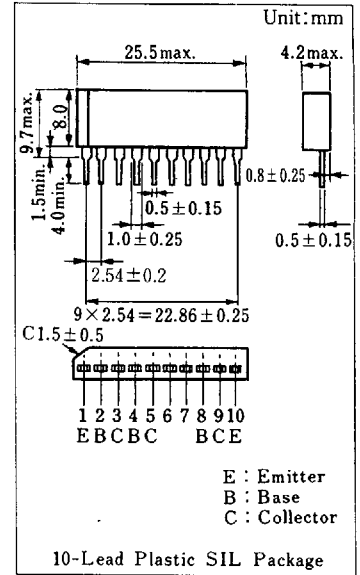 Unit:mm
25.5max.
4.2max.
9.7max.
8.0
1.5min.
4.0min.
0.8±0.25
0.5±0.15
1.0±0.25
0.5±0.15
2.54±0.2
9×2.54=22.86±0.25
C1.5±0.5
1 2 3 4 5 6 7 8 9 10
E B C B C B C E
E : Emitter
B : Base
C : Collector
10-Lead Plastic SIL Package